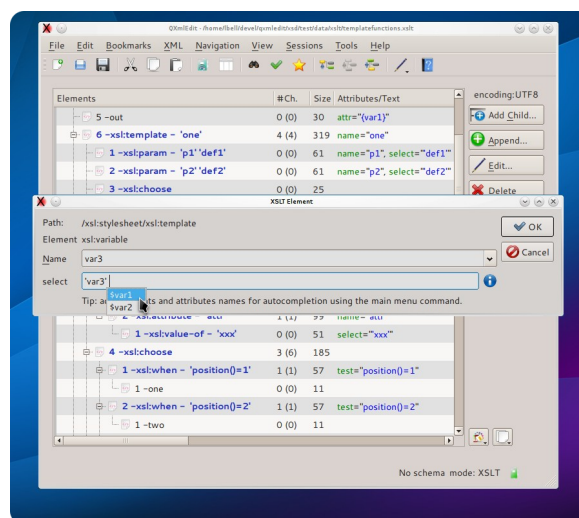 QXmlEdit - /home/lbell/devel/qxmledit/xsd/test/data/xslt/templatefunctions.xslt
File Edit Bookmarks XML Navigation View Sessions Tools Help
Elements #Ch. Size Attributes/Text
encoding:UTF8
5 -out 0 (0) 30 attr="{var1}"
Add Child...
6 -xsl:template - 'one' 4 (4) 319 name="one"
Append...
1 -xsl:param - 'p1' 'def1' 0 (0) 61 name="p1", select="'def1'"
2 -xsl:param - 'p2' 'def2' 0 (0) 61 name="p2", select="'def2'"
Edit...
3 -xsl:choose 0 (0) 25
Delete
XSLT Element
Path: /xsl:stylesheet/xsl:template
OK
Element xsl:variable
Name var3
Cancel
select 'var3'
$var1
$var2
Tip: and attributes names for autocompletion using the main menu command.
2 -xsl:attribute - 'attr' 1 (1) 99 name="attr"
1 -xsl:value-of - 'xxx' 0 (0) 51 select="'xxx'"
4 -xsl:choose 3 (6) 185
1 -xsl:when - 'position()=1' 1 (1) 57 test="position()=1"
1 -one 0 (0) 11
2 -xsl:when - 'position()=2' 1 (1) 57 test="position()=2"
1 -two 0 (0) 11
No schema mode: XSLT